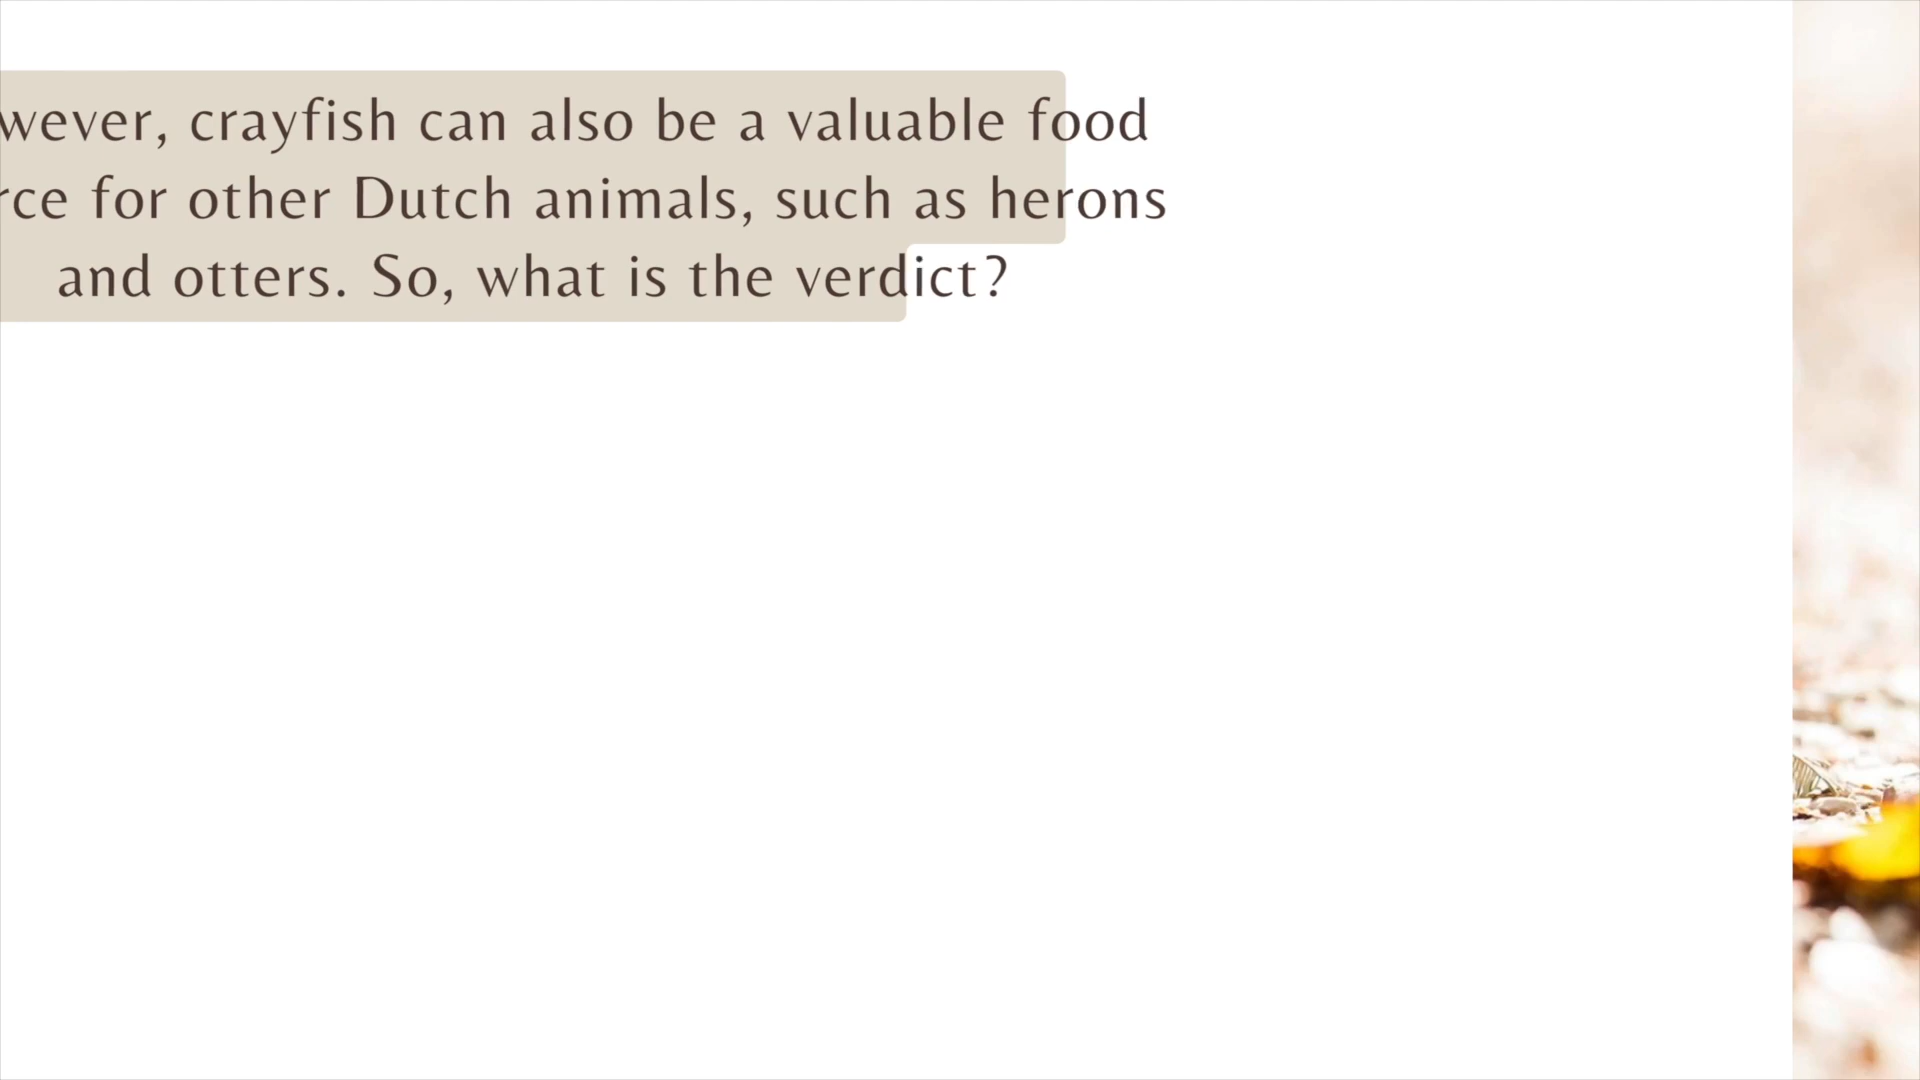 wever, crayfish can also be a valuable food
rce for other Dutch animals, such as herons
and otters. So, what is the verdict?